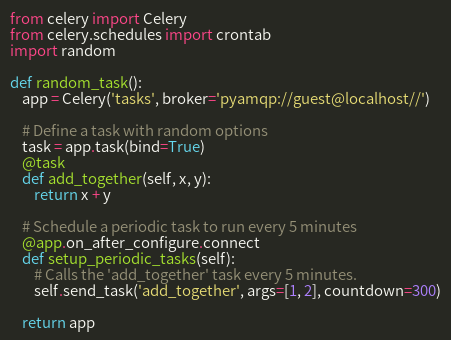 from celery import Celery
from celery.schedules import crontab
import random

def random_task():
    app = Celery('tasks', broker='pyamqp://guest@localhost//')

    # Define a task with random options
    task = app.task(bind=True)
    @task
    def add_together(self, x, y):
        return x + y

    # Schedule a periodic task to run every 5 minutes
    @app.on_after_configure.connect
    def setup_periodic_tasks(self):
        # Calls the 'add_together' task every 5 minutes.
        self.send_task('add_together', args=[1, 2], countdown=300)

    return app